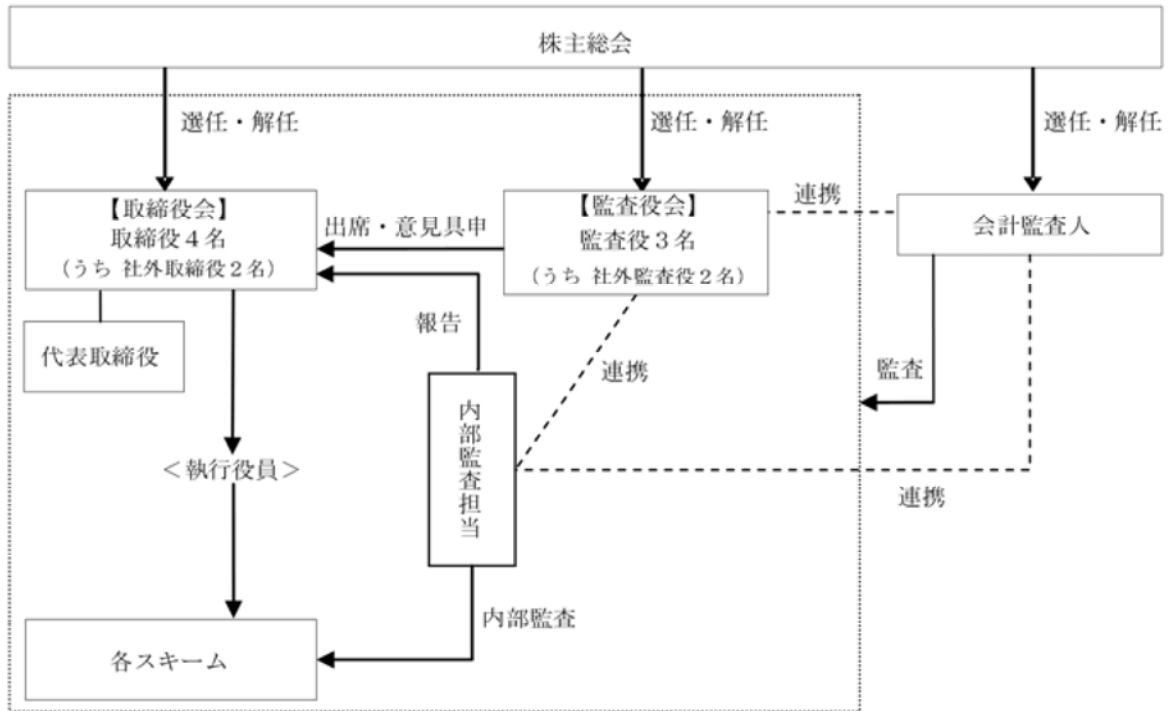 株主総会
選任・解任
選任・解任
選任・解任
【取締役会】
取締役４名
（うち 社外取締役２名）
出席・意見具申
【監査役会】
監査役３名
（うち 社外監査役２名）
連携
会計監査人
代表取締役
報告
連携
監査
内部監査担当
＜執行役員＞
連携
内部監査
各スキーム